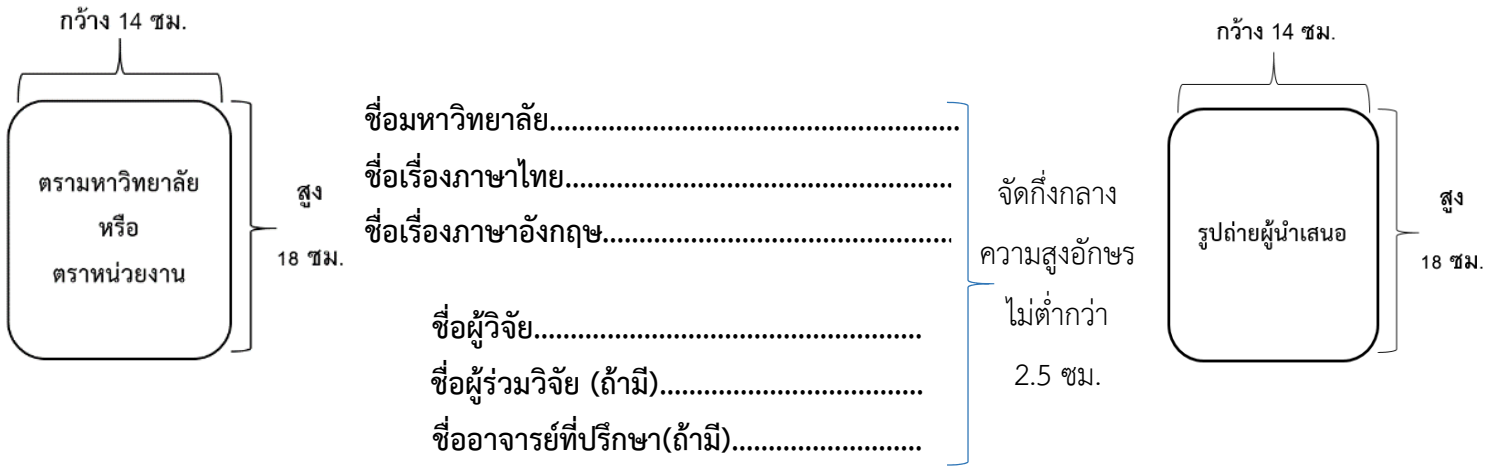 กว้าง 14 ซม.
ตรามหาวิทยาลัย
หรือ
ตราหน่วยงาน
สูง
18 ซม.
ชื่อมหาวิทยาลัย........................................................
ชื่อเรื่องภาษาไทย.....................................................
ชื่อเรื่องภาษาอังกฤษ................................................
ชื่อผู้วิจัย.....................................................
ชื่อผู้ร่วมวิจัย (ถ้ามี)....................................
ชื่ออาจารย์ที่ปรึกษา(ถ้ามี)..........................
จัดกึ่งกลาง
ความสูงอักษร
ไม่ต่ำกว่า
2.5 ซม.
กว้าง 14 ซม.
รูปถ่ายผู้นำเสนอ
สูง
18 ซม.